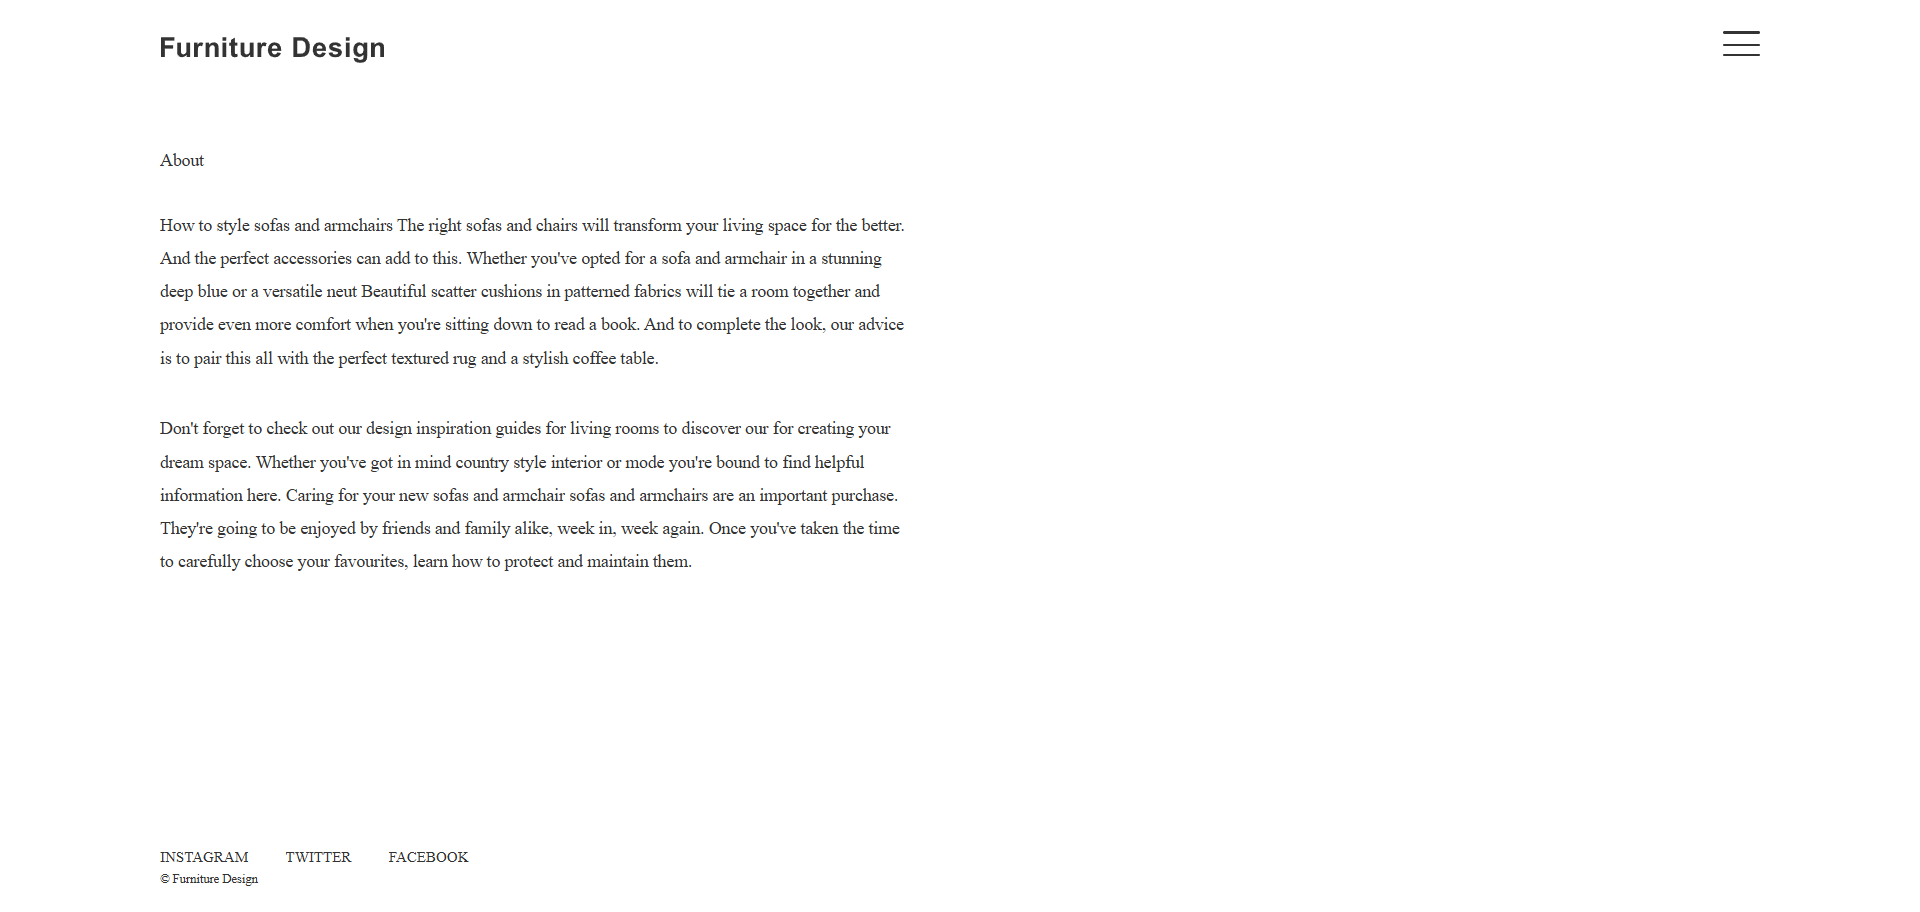 Furniture Design
About
How to style sofas and armchairs The right sofas and chairs will transform your living space for the better.
And the perfect accessories can add to this. Whether you've opted for a sofa and armchair in a stunning
deep blue or a versatile neut Beautiful scatter cushions in patterned fabrics will tie a room together and
provide even more comfort when you're sitting down to read a book. And to complete the look, our advice
is to pair this all with the perfect textured rug and a stylish coffee table.
Don't forget to check out our design inspiration guides for living rooms to discover our for creating your
dream space. Whether you've got in mind country style interior or mode you're bound to find helpful
information here. Caring for your new sofas and armchair sofas and armchairs are an important purchase.
They're going to be enjoyed by friends and family alike, week in, week again. Once you've taken the time
to carefully choose your favourites, learn how to protect and maintain them.
INSTAGRAM TWITTER FACEBOOK
© Furniture Design